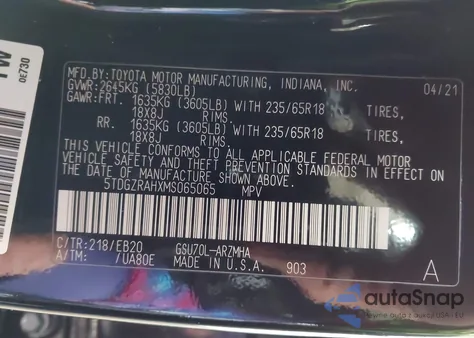 MFD.BY:TOYOTA MOTOR MANUFACTURING, INDIANA, INC. 04/21
GVWR:2645KG (5830LB)
GAWR:FRT. 1635KG (3605LB) WITH 235/65R18 TIRES,
18X8J RIMS.
RR. 1635KG (3605LB) WITH 235/65R18 TIRES,
18X8J RIMS.
THIS VEHICLE CONFORMS TO ALL APPLICABLE FEDERAL MOTOR
VEHICLE SAFETY AND THEFT PREVENTION STANDARDS IN EFFECT ON
THE DATE OF MANUFACTURE SHOWN ABOVE.
5TDGZRAHXMS065065 MPV
C/TR:218/EB20 GSU70L-ARZMHA
A/TM: /UA80E MADE IN U.S.A. 903 A
0E730
autoSnap